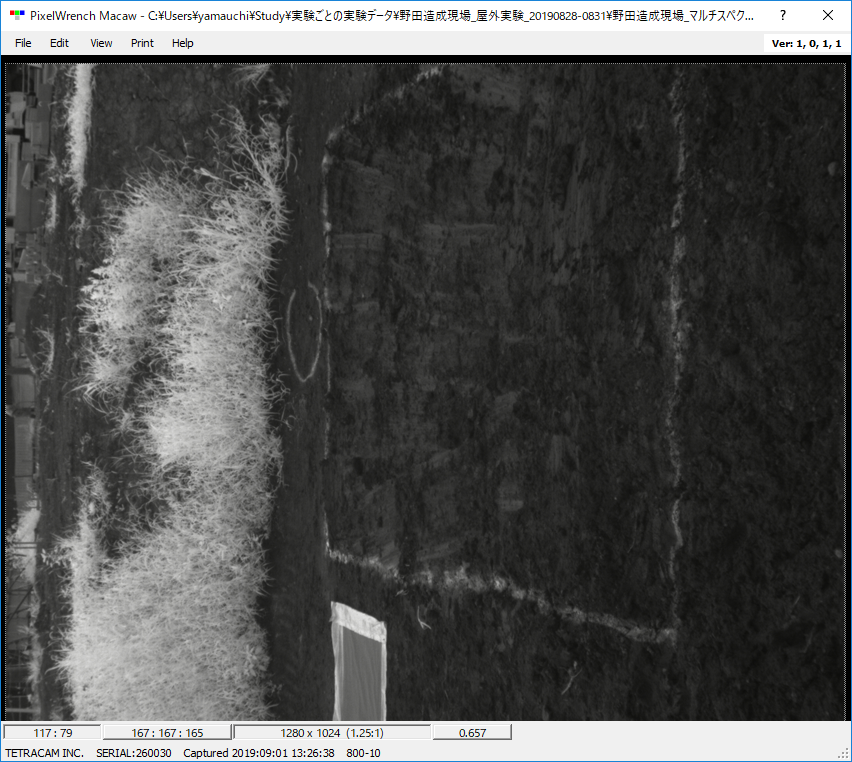 PixelWrench Macaw - C:¥Users¥yamauchi¥Study¥実験ごとの実験データ¥野田造成現場_屋外実験_20190828-0831¥野田造成現場_マルチスペク...
File Edit View Print Help Ver: 1, 0, 1, 1
117 : 79 167 : 167 : 165 1280 x 1024 (1.25:1) 0.657
TETRACAM INC. SERIAL:260030 Captured 2019:09:01 13:26:38 800-10